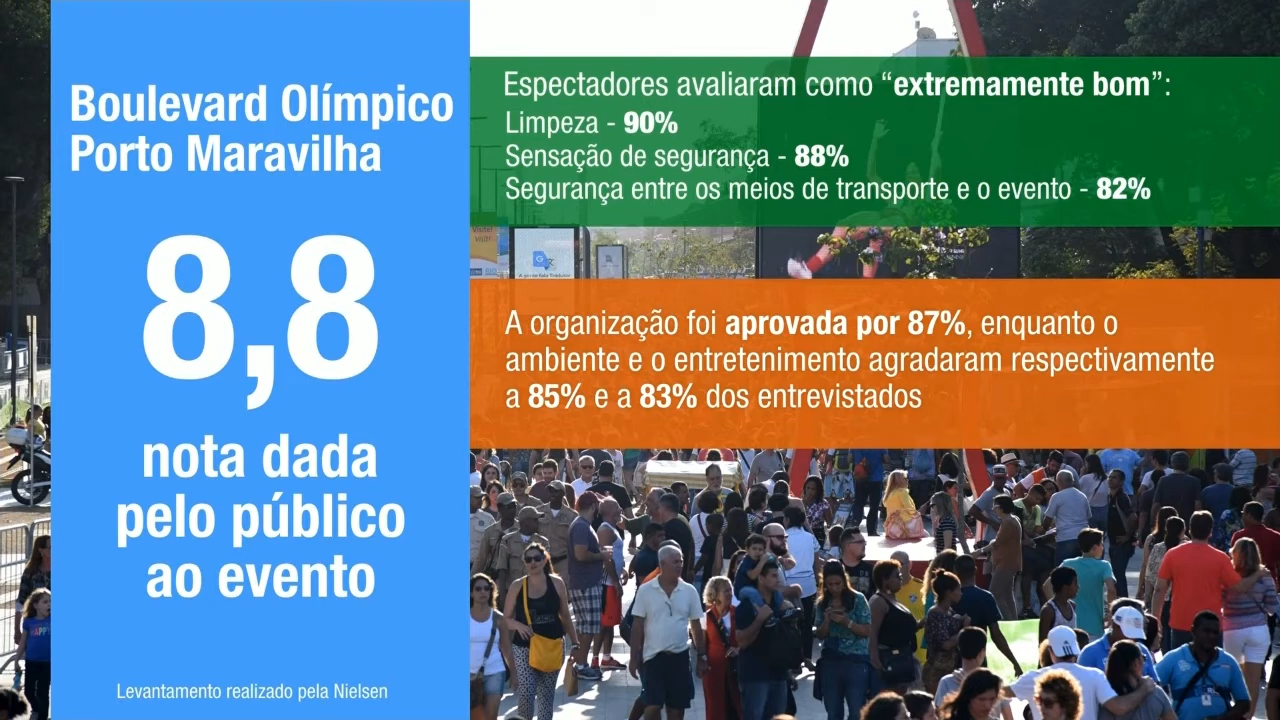 Boulevard Olímpico
Porto Maravilha
8,8
nota dada
pelo público
ao evento
Levantamento realizado pela Nielsen
Espectadores avaliaram como “extremamente bom”:
Limpeza - 90%
Sensação de segurança - 88%
Segurança entre os meios de transporte e o evento - 82%
A organização foi aprovada por 87%, enquanto o
ambiente e o entretenimento agradaram respectivamente
a 85% e a 83% dos entrevistados